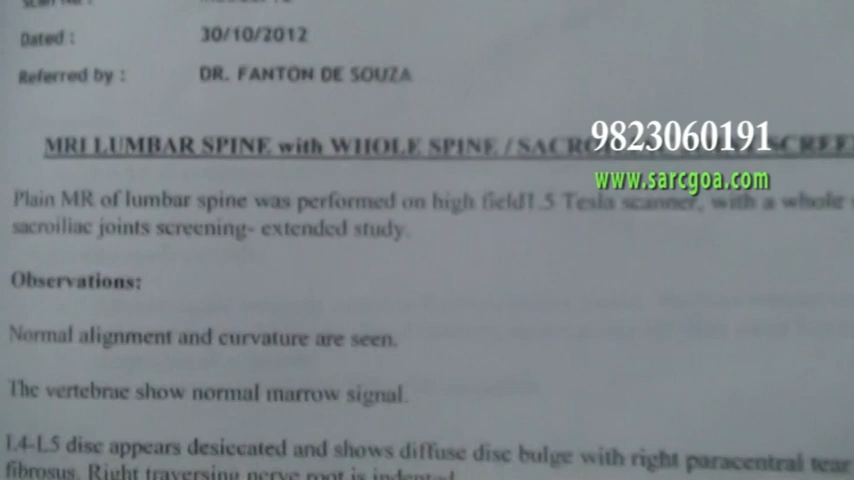 Dated : 30/10/2012
Referred by : DR. FANTON DE SOUZA
9823060191
MRI LUMBAR SPINE with WHOLE SPINE / SACRO
www.sarcgoa.com
Plain MR of lumbar spine was performed on high field1.5 Tesla scanner, with a whole
sacroiliac joints screening- extended study.
Observations:
Normal alignment and curvature are seen.
The vertebrae show normal marrow signal.
L4-L5 disc appears desiccated and shows diffuse disc bulge with right paracentral tear
fibrosus. Right traversing nerve root is indented.